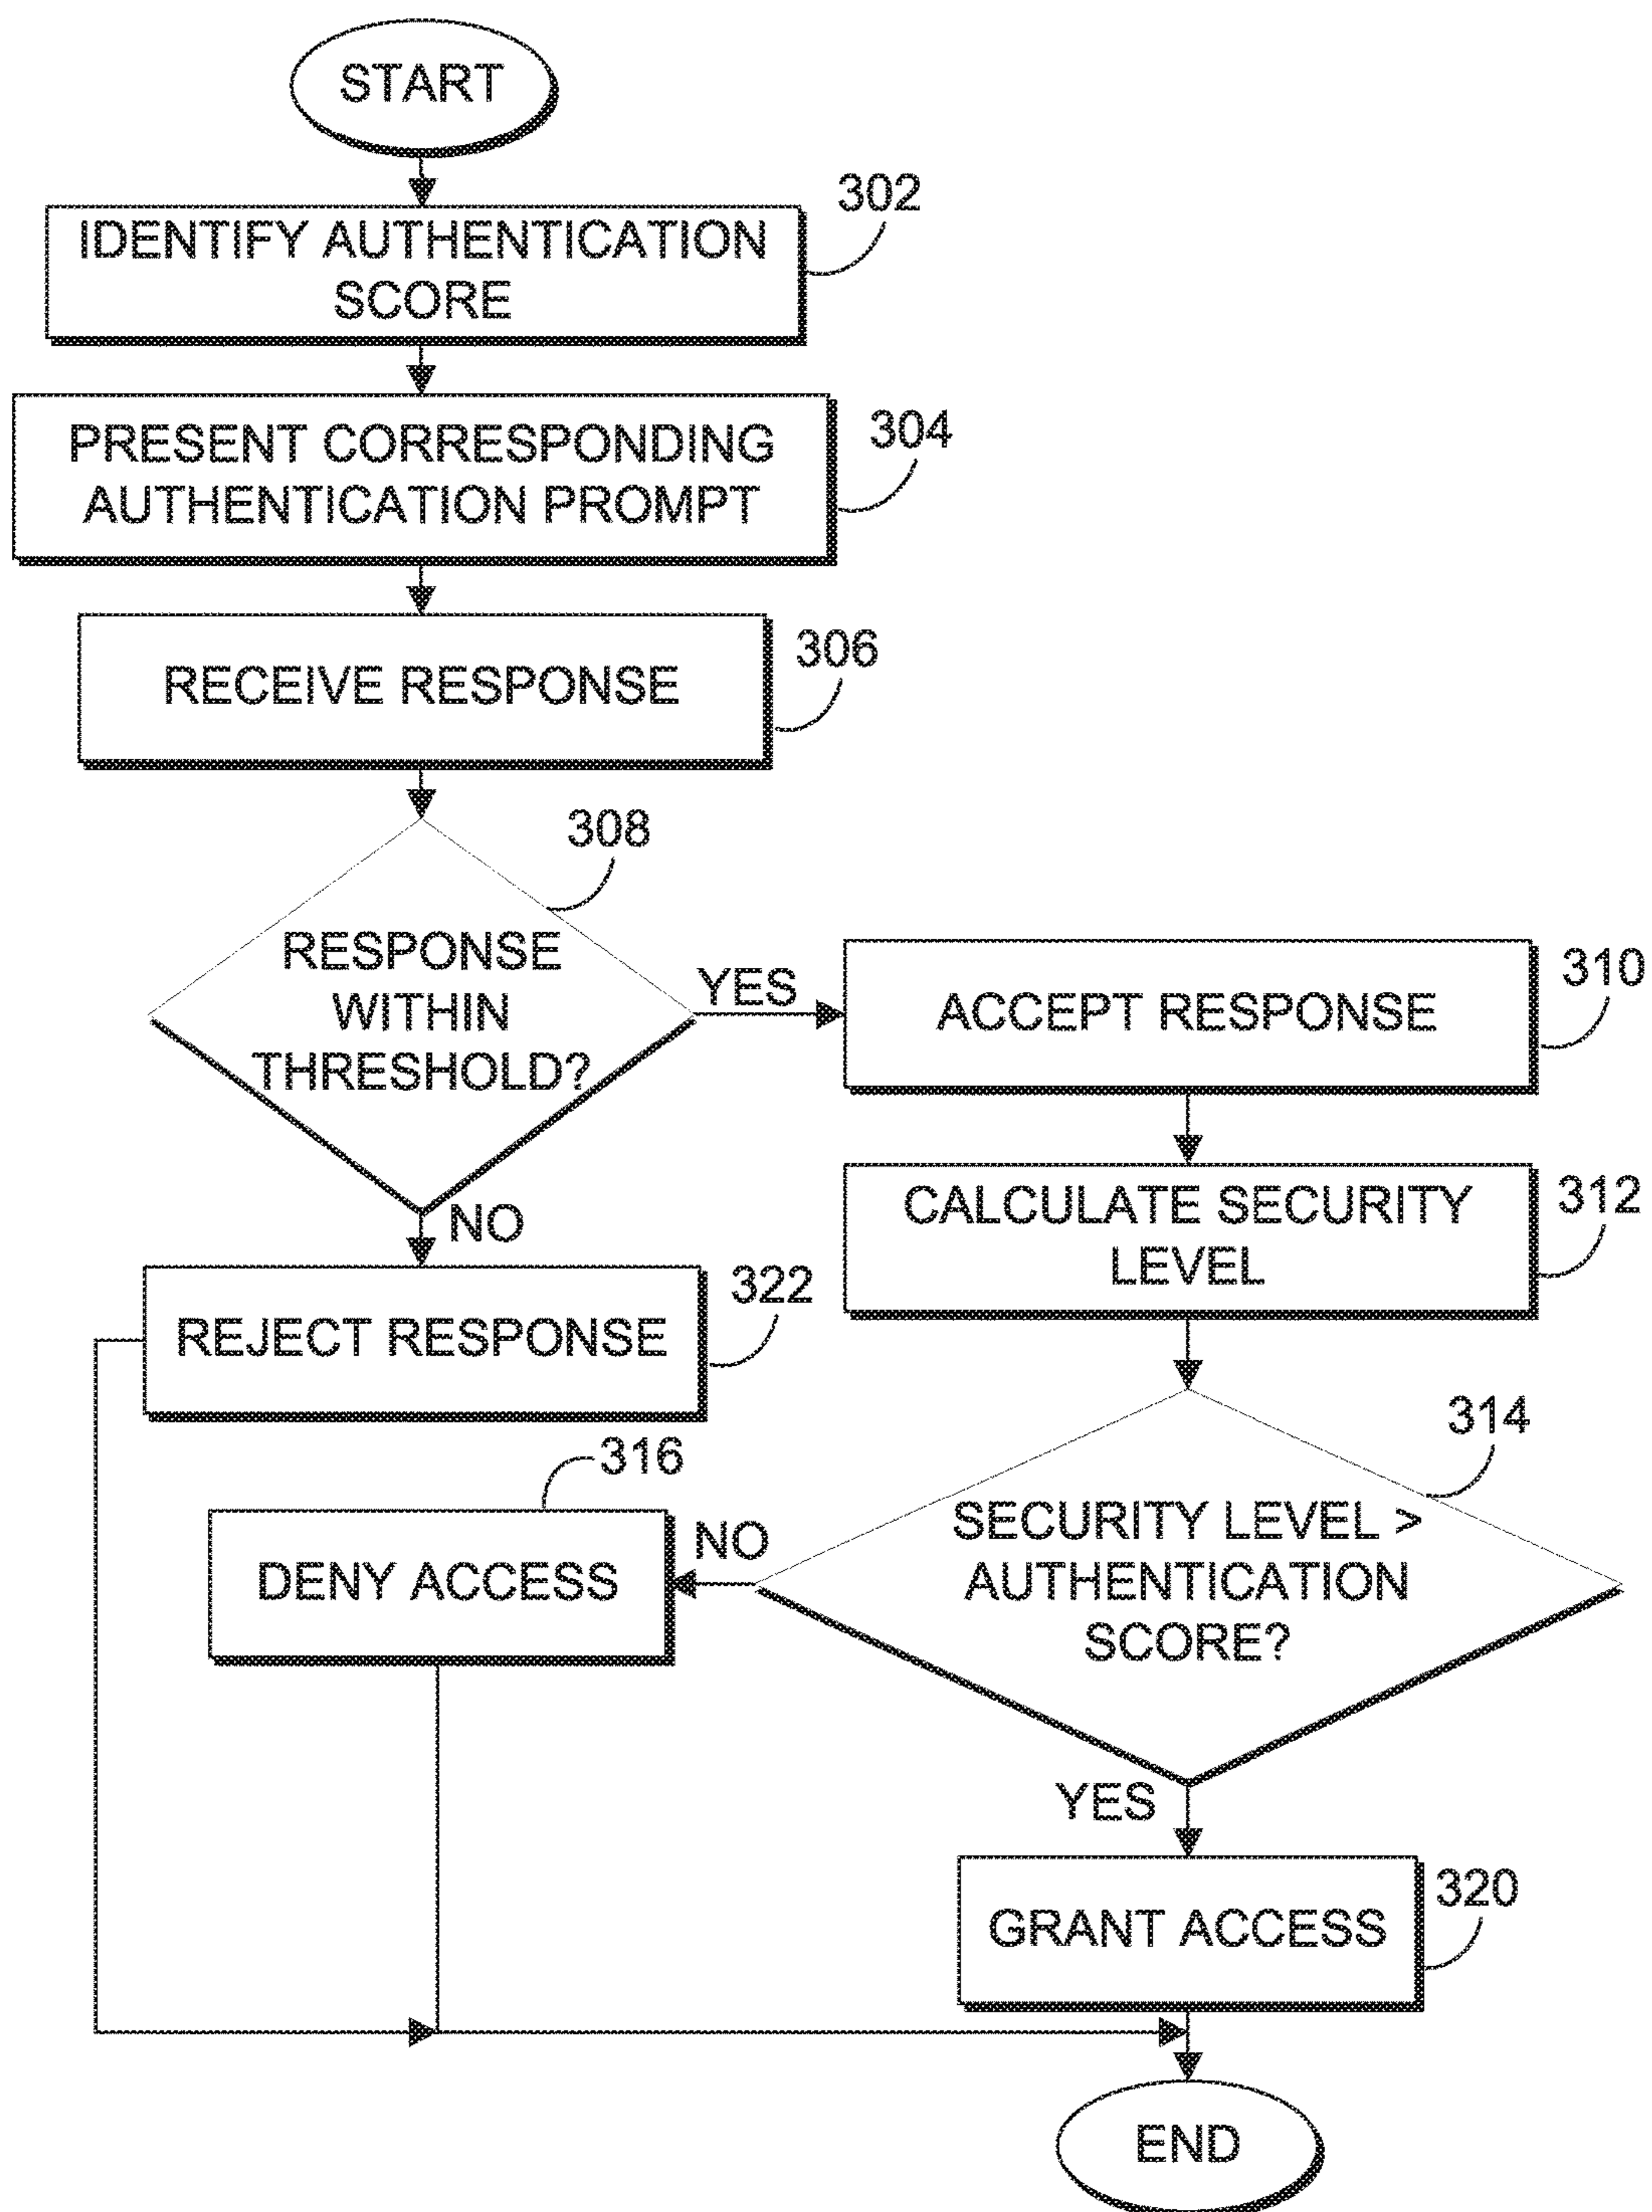 START
302
IDENTIFY AUTHENTICATION
SCORE
304
PRESENT CORRESPONDING
AUTHENTICATION PROMPT
306
RECEIVE RESPONSE
308
RESPONSE
WITHIN
THRESHOLD?
YES
310
ACCEPT RESPONSE
312
CALCULATE SECURITY
LEVEL
NO
322
REJECT RESPONSE
314
SECURITY LEVEL >
AUTHENTICATION
SCORE?
NO
316
DENY ACCESS
YES
320
GRANT ACCESS
END